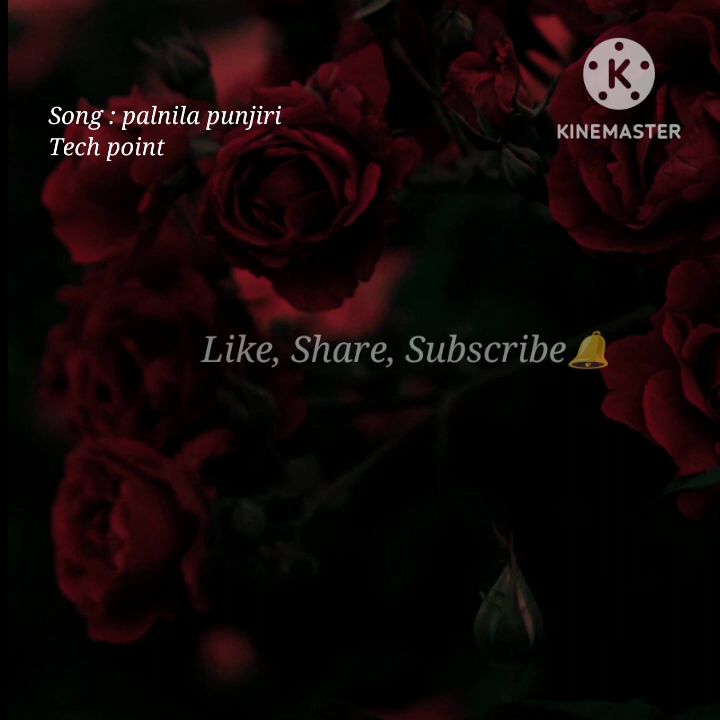 Song : palnila punjiri
Tech point
KINEMASTER
Like, Share, Subscribe🔔